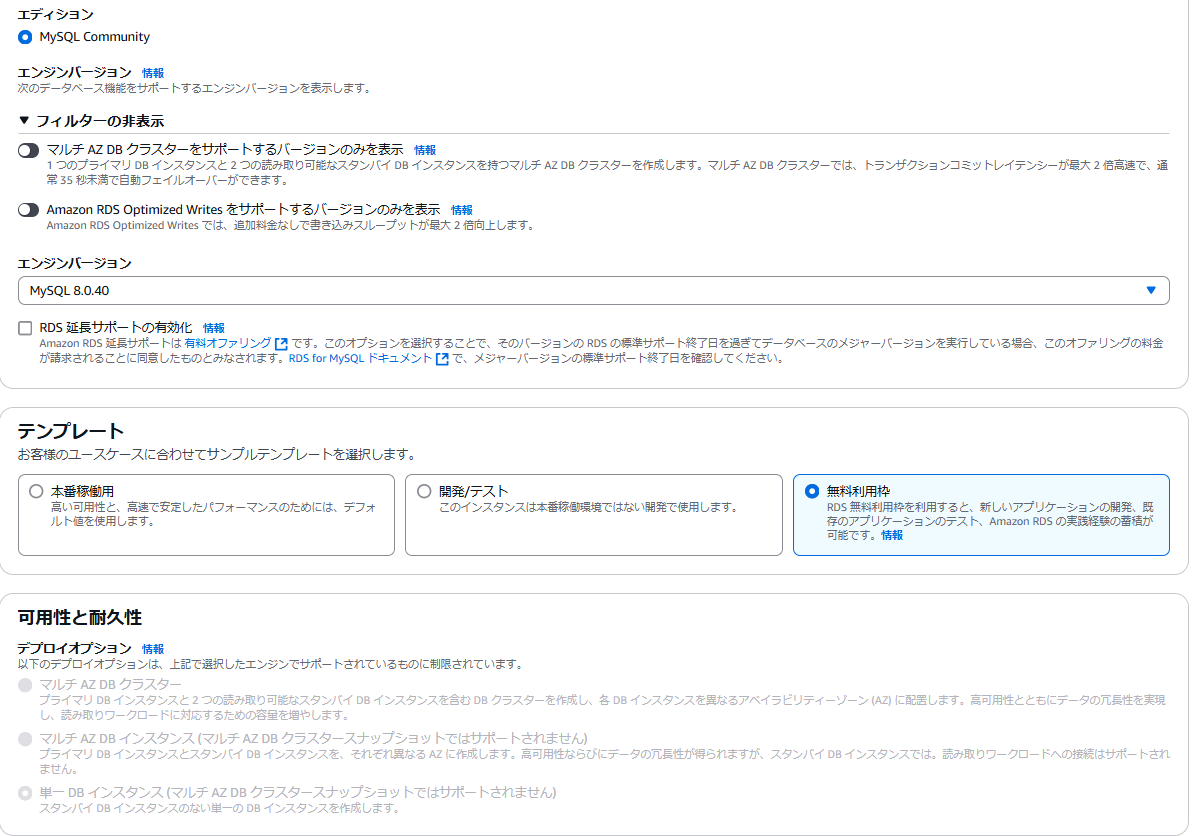 エディション
MySQL Community
エンジンバージョン 情報
次のデータベース機能をサポートするエンジンバージョンを表示します。
▼ フィルターの非表示
マルチ AZ DB クラスターをサポートするバージョンのみを表示 情報
1 つのプライマリ DB インスタンスと 2 つの読み取り可能なスタンバイ DB インスタンスを持つマルチ AZ DB クラスターを作成します。マルチ AZ DB クラスターでは、トランザクションコミットレイテンシーが最大 2 倍高速で、通
常 35 秒未満で自動フェイルオーバーができます。
Amazon RDS Optimized Writes をサポートするバージョンのみを表示 情報
Amazon RDS Optimized Writes では、追加料金なしで書き込みスループットが最大 2 倍向上します。
エンジンバージョン
MySQL 8.0.40
RDS 延長サポートの有効化 情報
Amazon RDS 延長サポートは 有料オファリング です。このオプションを選択することで、そのバージョンの RDS の標準サポート終了日を過ぎてデータベースのメジャーバージョンを実行している場合、このオファリングの料金
が請求されることに同意したものとみなされます。RDS for MySQL ドキュメント で、メジャーバージョンの標準サポート終了日を確認してください。
テンプレート
お客様のユースケースに合わせてサンプルテンプレートを選択します。
本番稼働用
高い可用性と、高速で安定したパフォーマンスのためには、デフォ
ルト値を使用します。
開発/テスト
このインスタンスは本番稼働環境ではない開発で使用します。
無料利用枠
RDS 無料利用枠を利用すると、新しいアプリケーションの開発、既
存のアプリケーションのテスト、Amazon RDS の実践経験の蓄積が
可能です。情報
可用性と耐久性
デプロイオプション 情報
以下のデプロイオプションは、上記で選択したエンジンでサポートされているものに制限されています。
マルチ AZ DB クラスター
プライマリ DB インスタンスと 2 つの読み取り可能なスタンバイ DB インスタンスを含む DB クラスターを作成し、各 DB インスタンスを異なるアベイラビリティーゾーン (AZ) に配置します。高可用性とともにデータの冗長性を実現
し、読み取りワークロードに対応するための容量を増やします。
マルチ AZ DB インスタンス (マルチ AZ DB クラスタースナップショットではサポートされません)
プライマリ DB インスタンスとスタンバイ DB インスタンスを、それぞれ異なる AZ に作成します。高可用性ならびにデータの冗長性が得られますが、スタンバイ DB インスタンスでは。読み取りワークロードへの接続はサポートされ
ません。
単一 DB インスタンス (マルチ AZ DB クラスタースナップショットではサポートされません)
スタンバイ DB インスタンスのない単一の DB インスタンスを作成します。